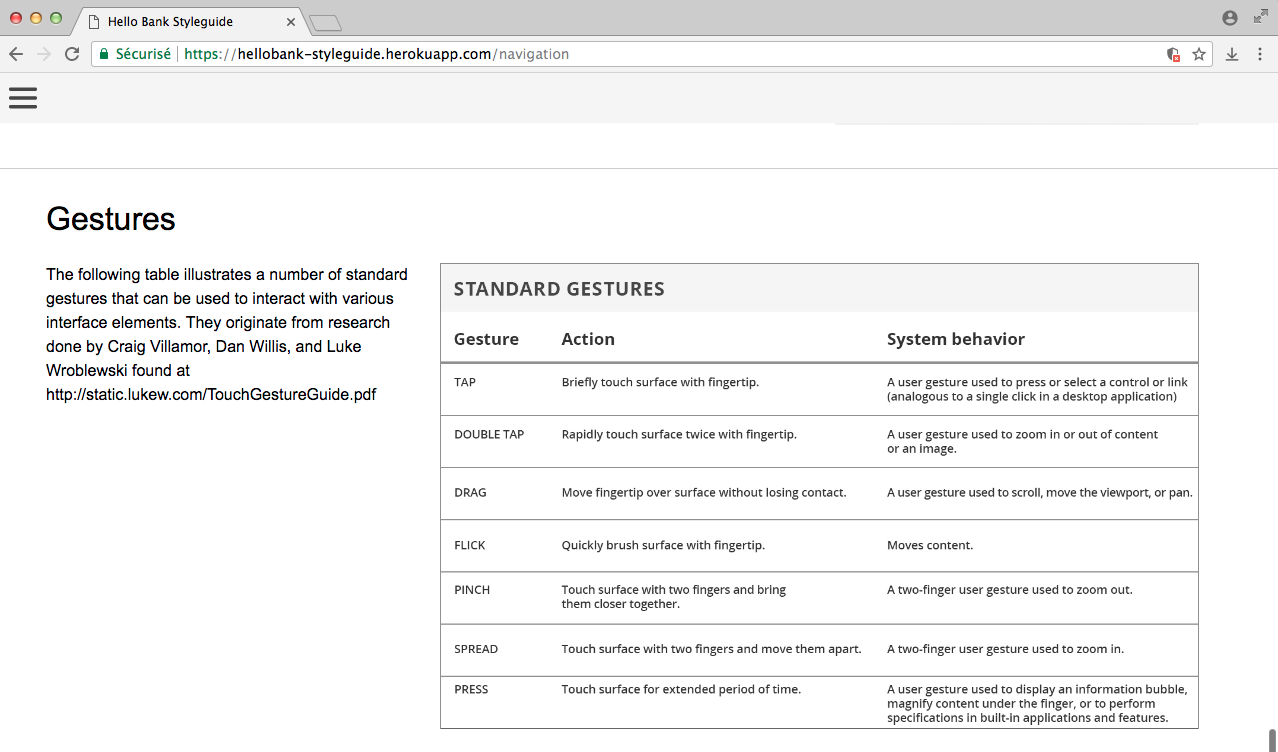 Hello Bank Styleguide
Sécurisé https://hellobank-styleguide.herokuapp.com/navigation
Gestures
The following table illustrates a number of standard
gestures that can be used to interact with various
interface elements. They originate from research
done by Craig Villamor, Dan Willis, and Luke
Wroblewski found at
http://static.lukew.com/TouchGestureGuide.pdf
STANDARD GESTURES
Gesture Action System behavior
TAP Briefly touch surface with fingertip. A user gesture used to press or select a control or link
(analogous to a single click in a desktop application)
DOUBLE TAP Rapidly touch surface twice with fingertip. A user gesture used to zoom in or out of content
or an image.
DRAG Move fingertip over surface without losing contact. A user gesture used to scroll, move the viewport, or pan.
FLICK Quickly brush surface with fingertip. Moves content.
PINCH Touch surface with two fingers and bring A two-finger user gesture used to zoom out.
them closer together.
SPREAD Touch surface with two fingers and move them apart. A two-finger user gesture used to zoom in.
PRESS Touch surface for extended period of time. A user gesture used to display an information bubble,
magnify content under the finger, or to perform
specifications in built-in applications and features.